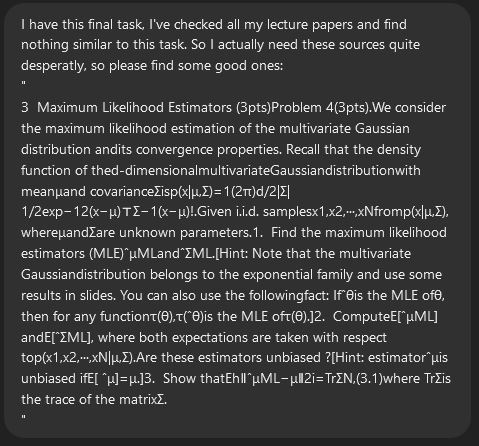 I have this final task, I've checked all my lecture papers and find
nothing similar to this task. So I actually need these sources quite
desperatly, so please find some good ones:
"
3  Maximum Likelihood Estimators (3pts)Problem 4(3pts).We consider
the maximum likelihood estimation of the multivariate Gaussian
distribution andits convergence properties. Recall that the density
function of thed-dimensionalmultivariateGaussiandistributionwith
meanμand covarianceΣisp(x|μ,Σ)=1(2π)d/2|Σ|
1/2exp−12(x−μ)⊤Σ−1(x−μ)!.Given i.i.d. samplesx1,x2,···,xNfromp(x|μ,Σ),
whereμandΣare unknown parameters.1.  Find the maximum likelihood
estimators (MLE)ˆμMLandˆΣML.[Hint: Note that the multivariate
Gaussiandistribution belongs to the exponential family and use some
results in slides. You can also use the followingfact: Ifˆθis the MLE ofθ,
then for any functionτ(θ),τ(ˆθ)is the MLE ofτ(θ).]2.  ComputeE[ˆμML]
andE[ˆΣML], where both expectations are taken with respect
top(x1,x2,···,xN|μ,Σ).Are these estimators unbiased ?[Hint: estimatorˆμis
unbiased ifE[ ˆμ]=μ.]3.  Show thatEh‖ˆμML−μ‖2i=TrΣN,(3.1)where TrΣis
the trace of the matrixΣ.
"